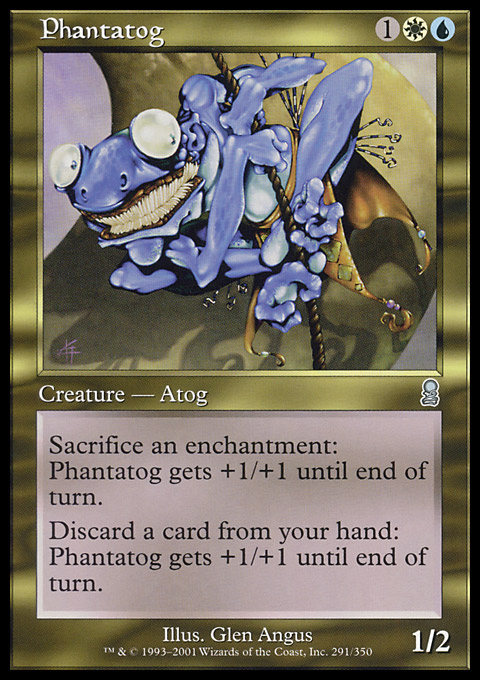 Phantatog 1
Creature — Atog
Sacrifice an enchantment:
Phantatog gets +1/+1 until end of
turn.
Discard a card from your hand:
Phantatog gets +1/+1 until end of
turn.
Illus. Glen Angus
™ & © 1993–2001 Wizards of the Coast, Inc. 291/350
1/2